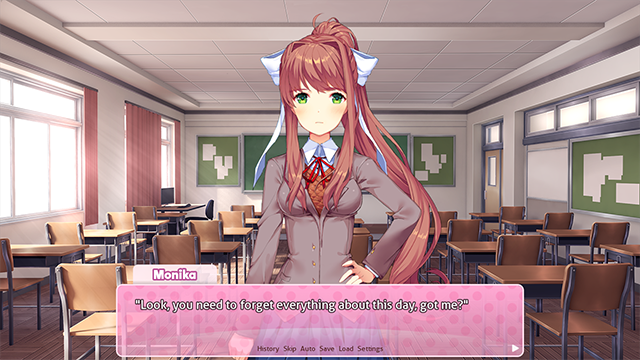 Monika
"Look, you need to forget everything about this day, got me?"
History Skip Auto Save Load Settings